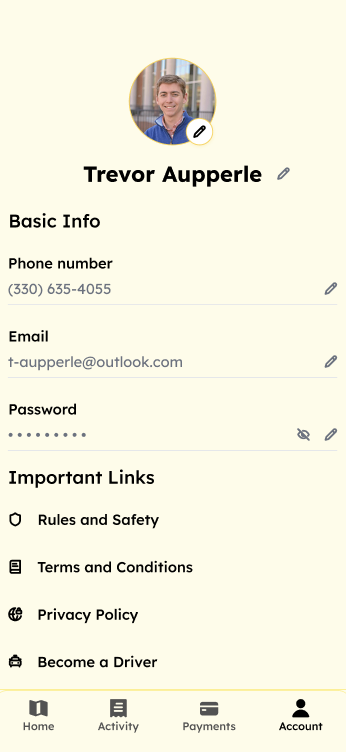 Trevor Aupperle
Basic Info
Phone number
(330) 635-4055
Email
t-aupperle@outlook.com
Password
•••••••••
Important Links
Rules and Safety
Terms and Conditions
Privacy Policy
Become a Driver
Home Activity Payments Account